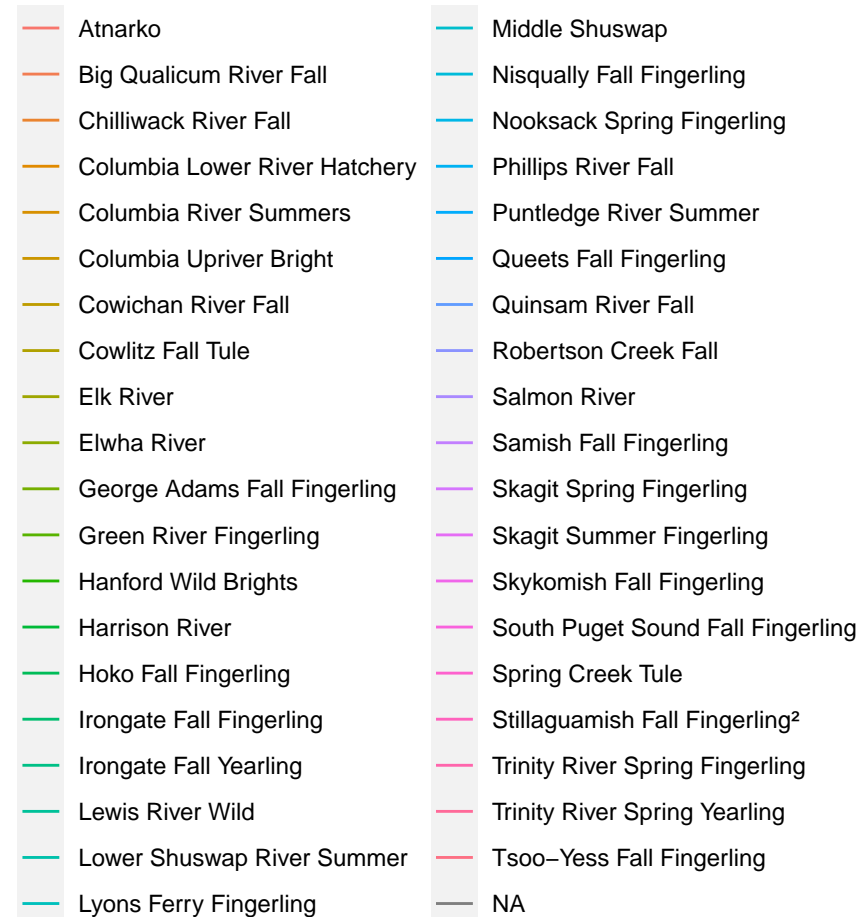 Atnarko
Big Qualicum River Fall
Chilliwack River Fall
Columbia Lower River Hatchery
Columbia River Summers
Columbia Upriver Bright
Cowichan River Fall
Cowlitz Fall Tule
Elk River
Elwha River
George Adams Fall Fingerling
Green River Fingerling
Hanford Wild Brights
Harrison River
Hoko Fall Fingerling
Irongate Fall Fingerling
Irongate Fall Yearling
Lewis River Wild
Lower Shuswap River Summer
Lyons Ferry Fingerling
Middle Shuswap
Nisqually Fall Fingerling
Nooksack Spring Fingerling
Phillips River Fall
Puntledge River Summer
Queets Fall Fingerling
Quinsam River Fall
Robertson Creek Fall
Salmon River
Samish Fall Fingerling
Skagit Spring Fingerling
Skagit Summer Fingerling
Skykomish Fall Fingerling
South Puget Sound Fall Fingerling
Spring Creek Tule
Stillaguamish Fall Fingerling²
Trinity River Spring Fingerling
Trinity River Spring Yearling
Tsoo−Yess Fall Fingerling
NA